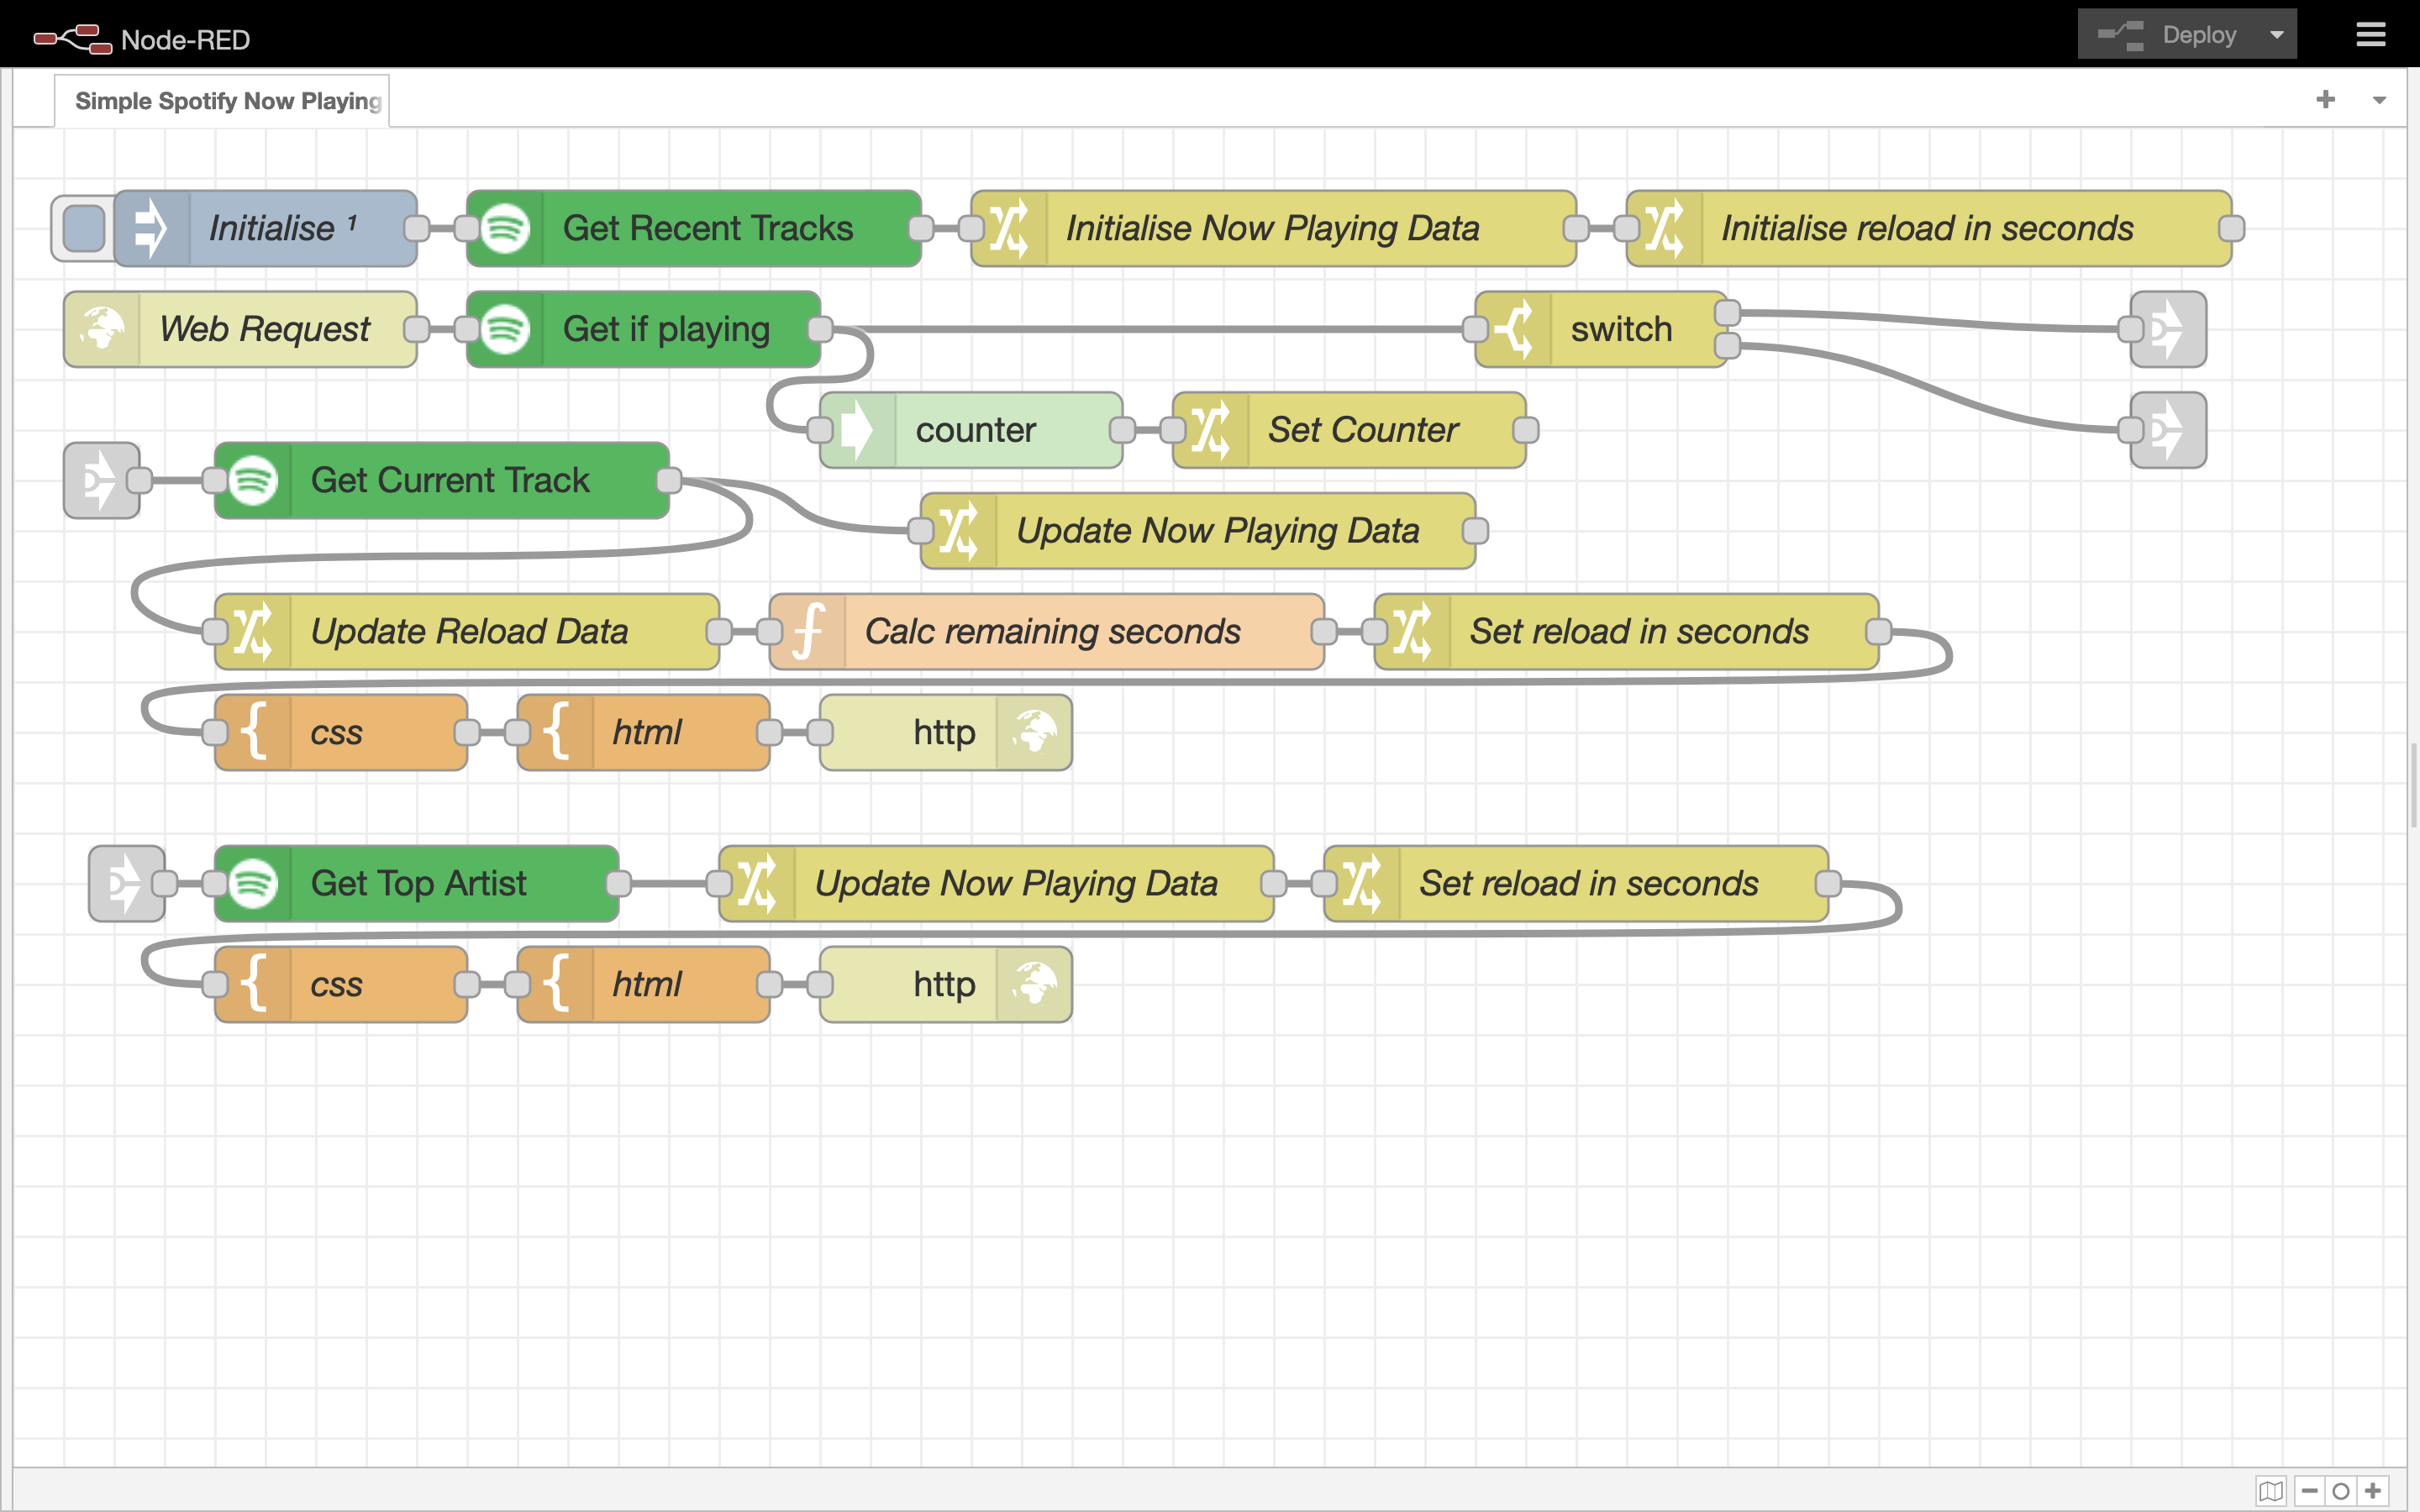 Node-RED
Deploy
Simple Spotify Now Playing
Initialise ¹
Get Recent Tracks
Initialise Now Playing Data
Initialise reload in seconds
Web Request
Get if playing
switch
counter
Set Counter
Get Current Track
Update Now Playing Data
Update Reload Data
Calc remaining seconds
Set reload in seconds
css
html
http
Get Top Artist
Update Now Playing Data
Set reload in seconds
css
html
http